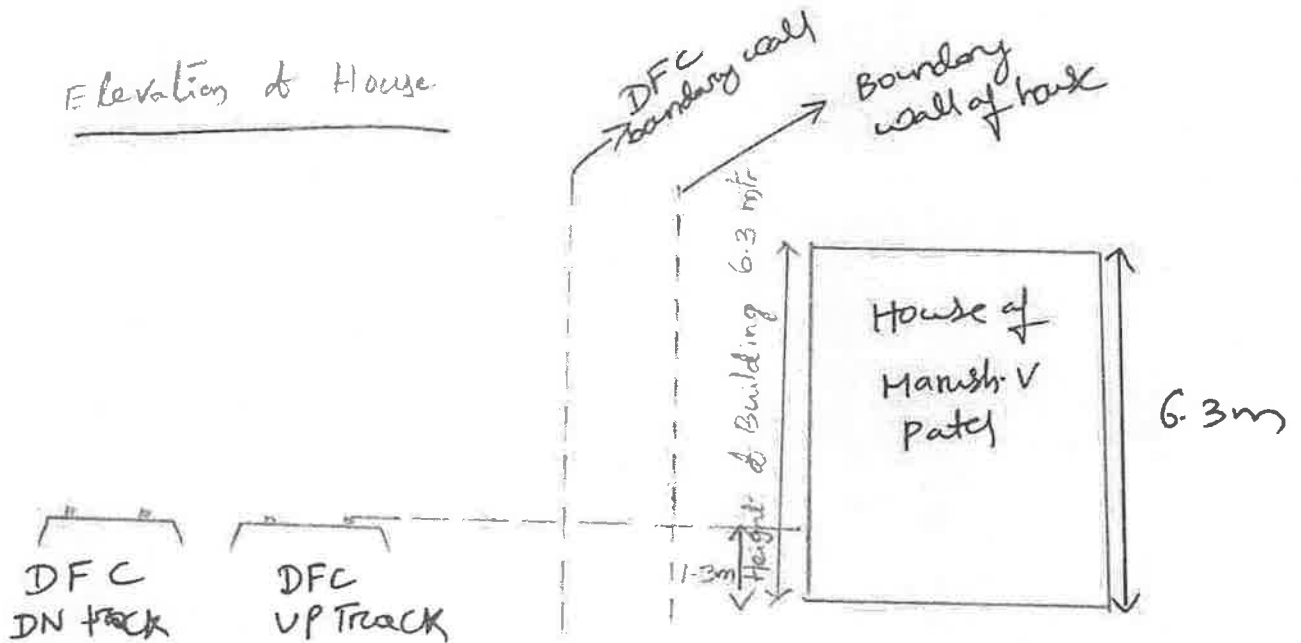 Elevation of House
DFC
boundary wall
Boundary
wall of house
Height of Building 6.3 mtr
House of
Manish.V
Patel
6.3m
1.3m
DFC
DN track
DFC
UP Track